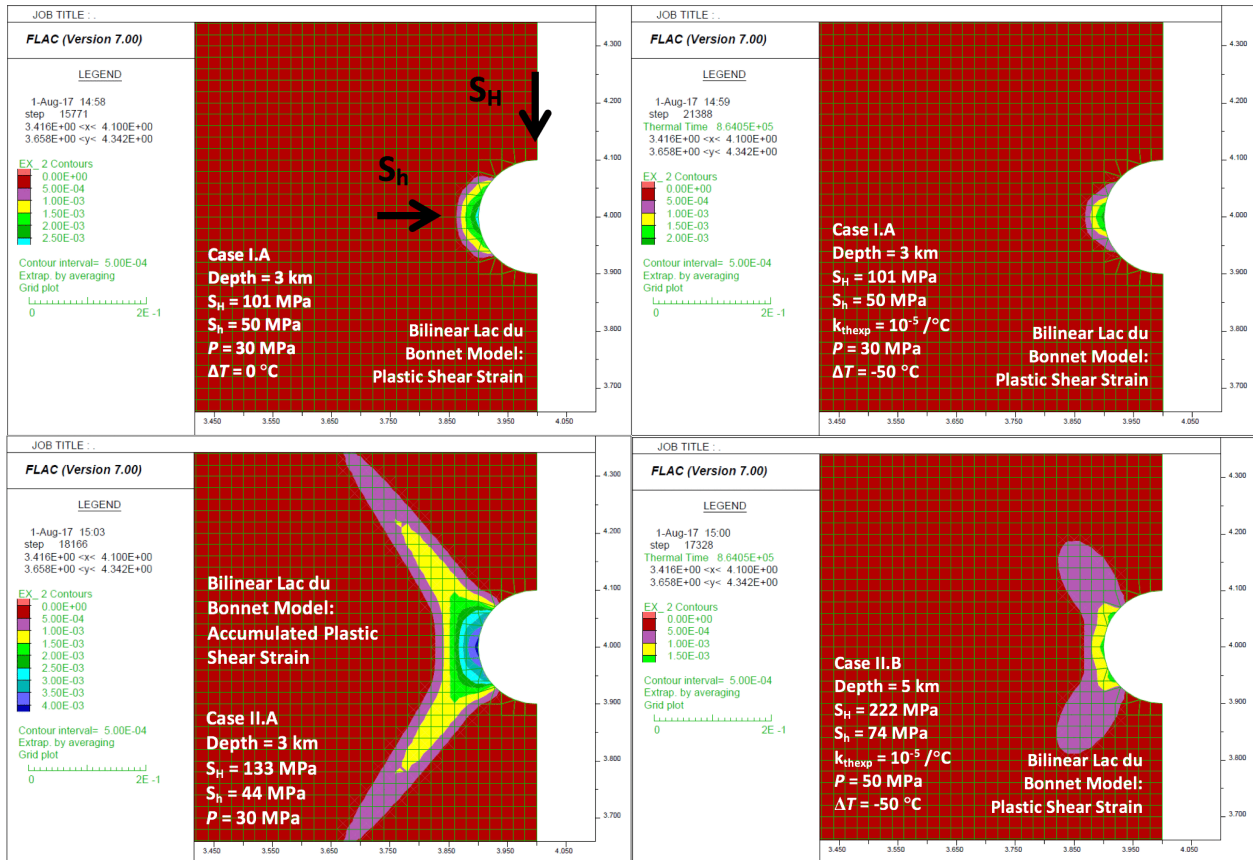 JOB TITLE : .
FLAC (Version 7.00)
LEGEND
1-Aug-17 14:58
step 15771
3.416E+00 <x< 4.100E+00
3.658E+00 <y< 4.342E+00
EX_ 2 Contours
0.00E+00
5.00E-04
1.00E-03
1.50E-03
2.00E-03
2.50E-03
Contour interval= 5.00E-04
Extrap. by averaging
Grid plot
0 2E -1
SH
Sh
Case I.A
Depth = 3 km
SH = 101 MPa
Sh = 50 MPa
P = 30 MPa
ΔT = 0 °C
Bilinear Lac du
Bonnet Model:
Plastic Shear Strain
4.300
4.200
4.100
4.000
3.900
3.800
3.700
3.450 3.550 3.650 3.750 3.850 3.950 4.050
JOB TITLE : .
FLAC (Version 7.00)
LEGEND
1-Aug-17 14:59
step 21388
Thermal Time 8.6405E+05
3.416E+00 <x< 4.100E+00
3.658E+00 <y< 4.342E+00
EX_ 2 Contours
0.00E+00
5.00E-04
1.00E-03
1.50E-03
2.00E-03
Contour interval= 5.00E-04
Extrap. by averaging
Grid plot
0 2E -1
Case I.A
Depth = 3 km
SH = 101 MPa
Sh = 50 MPa
kthexp = 10-5 /°C
P = 30 MPa
ΔT = -50 °C
Bilinear Lac du
Bonnet Model:
Plastic Shear Strain
4.300
4.200
4.100
4.000
3.900
3.800
3.700
3.450 3.550 3.650 3.750 3.850 3.950 4.050
JOB TITLE : .
FLAC (Version 7.00)
LEGEND
1-Aug-17 15:03
step 18166
3.416E+00 <x< 4.100E+00
3.658E+00 <y< 4.342E+00
EX_ 2 Contours
0.00E+00
5.00E-04
1.00E-03
1.50E-03
2.00E-03
2.50E-03
3.00E-03
3.50E-03
4.00E-03
Contour interval= 5.00E-04
Extrap. by averaging
Grid plot
0 2E -1
Bilinear Lac du
Bonnet Model:
Accumulated Plastic
Shear Strain
Case II.A
Depth = 3 km
SH = 133 MPa
Sh = 44 MPa
P = 30 MPa
4.300
4.200
4.100
4.000
3.900
3.800
3.700
3.450 3.550 3.650 3.750 3.850 3.950 4.050
JOB TITLE : .
FLAC (Version 7.00)
LEGEND
1-Aug-17 15:00
step 17328
Thermal Time 8.6405E+05
3.416E+00 <x< 4.100E+00
3.658E+00 <y< 4.342E+00
EX_ 2 Contours
0.00E+00
5.00E-04
1.00E-03
1.50E-03
Contour interval= 5.00E-04
Extrap. by averaging
Grid plot
0 2E -1
Case II.B
Depth = 5 km
SH = 222 MPa
Sh = 74 MPa
kthexp = 10-5 /°C
P = 50 MPa
ΔT = -50 °C
Bilinear Lac du
Bonnet Model:
Plastic Shear Strain
4.300
4.200
4.100
4.000
3.900
3.800
3.700
3.450 3.550 3.650 3.750 3.850 3.950 4.050